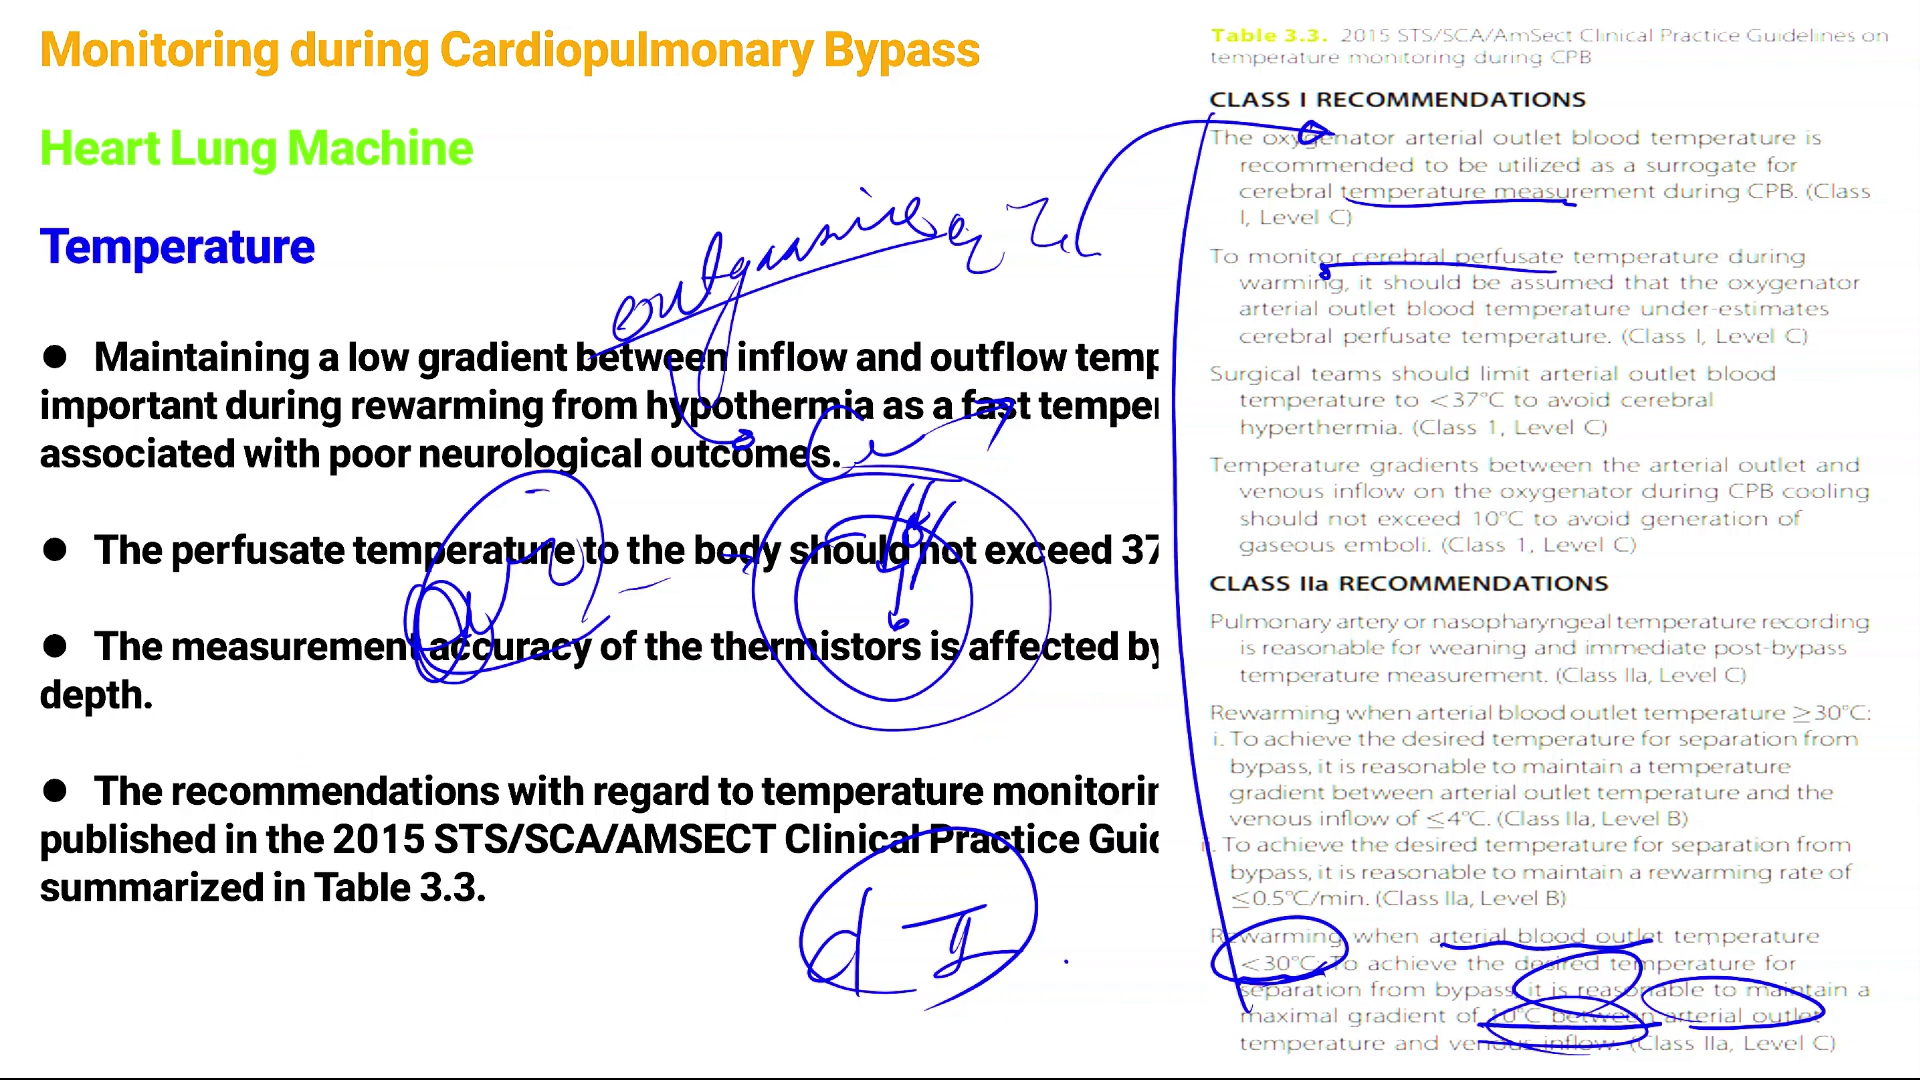 Monitoring during Cardiopulmonary Bypass
Heart Lung Machine
Temperature
● Maintaining a low gradient between inflow and outflow temp
important during rewarming from hypothermia as a fast temper
associated with poor neurological outcomes.
● The perfusate temperature to the body should not exceed 37
● The measurement accuracy of the thermistors is affected by
depth.
● The recommendations with regard to temperature monitorin
published in the 2015 STS/SCA/AMSECT Clinical Practice Guid
summarized in Table 3.3.
Table 3.3. 2015 STS/SCA/AmSect Clinical Practice Guidelines on
temperature monitoring during CPB
CLASS I RECOMMENDATIONS
The oxygenator arterial outlet blood temperature is
recommended to be utilized as a surrogate for
cerebral temperature measurement during CPB. (Class
I, Level C)
To monitor cerebral perfusate temperature during
warming, it should be assumed that the oxygenator
arterial outlet blood temperature under-estimates
cerebral perfusate temperature. (Class I, Level C)
Surgical teams should limit arterial outlet blood
temperature to <37°C to avoid cerebral
hyperthermia. (Class 1, Level C)
Temperature gradients between the arterial outlet and
venous inflow on the oxygenator during CPB cooling
should not exceed 10°C to avoid generation of
gaseous emboli. (Class 1, Level C)
CLASS IIa RECOMMENDATIONS
Pulmonary artery or nasopharyngeal temperature recording
is reasonable for weaning and immediate post-bypass
temperature measurement. (Class IIa, Level C)
Rewarming when arterial blood outlet temperature ≥30°C:
i. To achieve the desired temperature for separation from
bypass, it is reasonable to maintain a temperature
gradient between arterial outlet temperature and the
venous inflow of ≤4°C. (Class IIa, Level B)
ii. To achieve the desired temperature for separation from
bypass, it is reasonable to maintain a rewarming rate of
≤0.5°C/min. (Class IIa, Level B)
Rewarming when arterial blood outlet temperature
<30°C: To achieve the desired temperature for
separation from bypass, it is reasonable to maintain a
maximal gradient of 10°C between arterial outlet
temperature and venous inflow. (Class IIa, Level C)